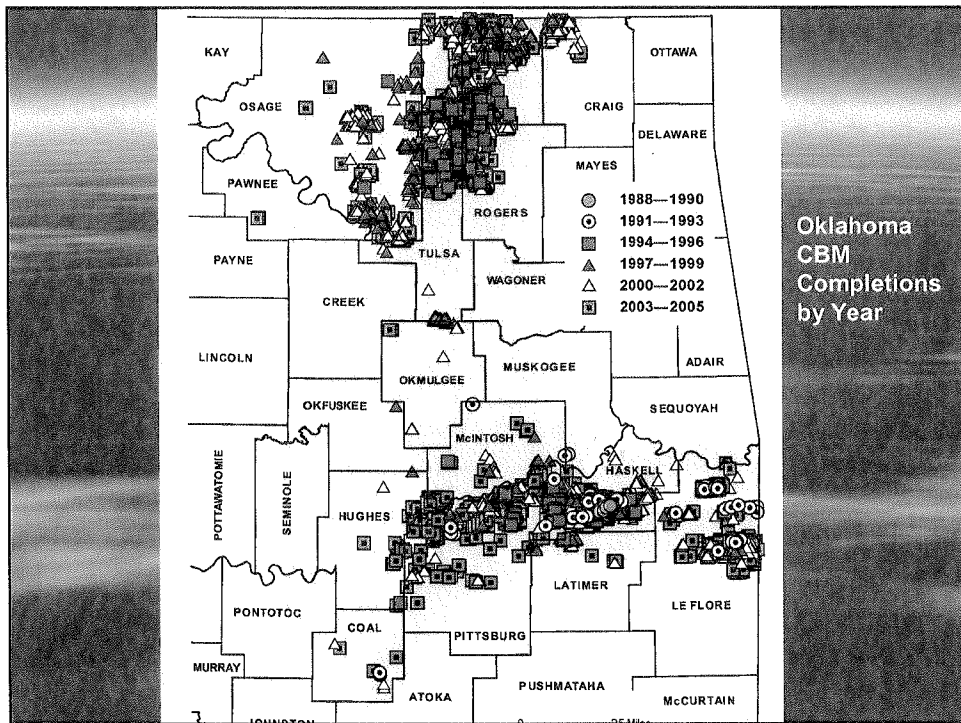 KAY
OTTAWA
OSAGE
CRAIG
DELAWARE
MAYES
PAWNEE
1988—1990
1991—1993
1994—1996
1997—1999
2000—2002
2003—2005
ROGERS
Oklahoma
CBM
Completions
by Year
PAYNE
TULSA
WAGONER
CREEK
LINCOLN
MUSKOGEE
ADAIR
OKMULGEE
OKFUSKEE
SEQUOYAH
McINTOSH
HASKELL
POTTAWATOMIE
SEMINOLE
HUGHES
LATIMER
LE FLORE
PONTOTOC
COAL
PITTSBURG
MURRAY
ATOKA
PUSHMATAHA
McCURTAIN